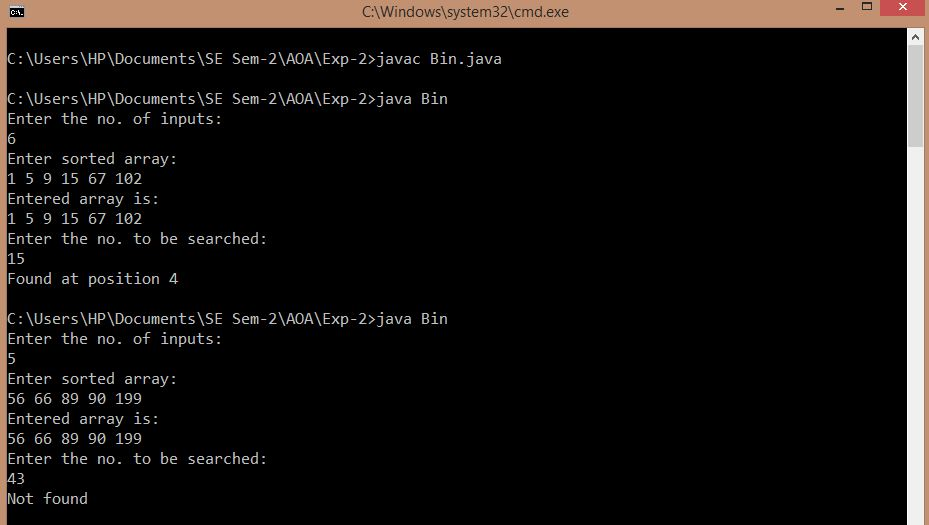 C:\Windows\system32\cmd.exe
C:\Users\HP\Documents\SE Sem-2\AOA\Exp-2>javac Bin.java
C:\Users\HP\Documents\SE Sem-2\AOA\Exp-2>java Bin
Enter the no. of inputs:
6
Enter sorted array:
1 5 9 15 67 102
Entered array is:
1 5 9 15 67 102
Enter the no. to be searched:
15
Found at position 4
C:\Users\HP\Documents\SE Sem-2\AOA\Exp-2>java Bin
Enter the no. of inputs:
5
Enter sorted array:
56 66 89 90 199
Entered array is:
56 66 89 90 199
Enter the no. to be searched:
43
Not found